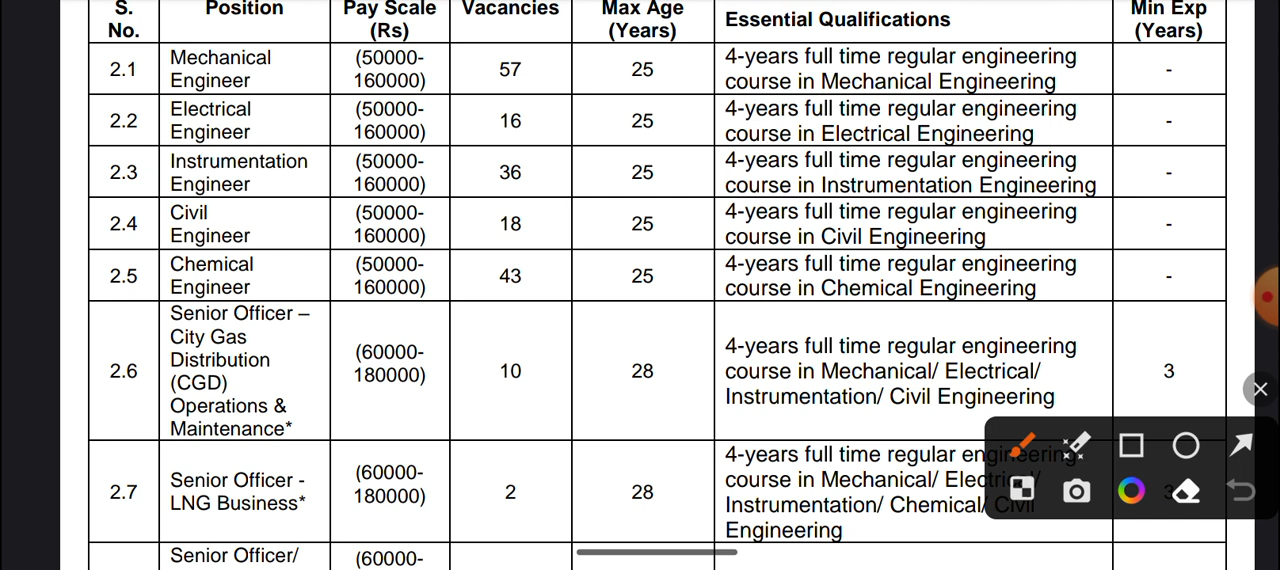 S. No.
Position
Pay Scale (Rs)
Vacancies
Max Age (Years)
Essential Qualifications
Min Exp (Years)
2.1
Mechanical
Engineer
(50000-
160000)
57
25
4-years full time regular engineering
course in Mechanical Engineering
-
2.2
Electrical
Engineer
(50000-
160000)
16
25
4-years full time regular engineering
course in Electrical Engineering
-
2.3
Instrumentation
Engineer
(50000-
160000)
36
25
4-years full time regular engineering
course in Instrumentation Engineering
-
2.4
Civil
Engineer
(50000-
160000)
18
25
4-years full time regular engineering
course in Civil Engineering
-
2.5
Chemical
Engineer
(50000-
160000)
43
25
4-years full time regular engineering
course in Chemical Engineering
-
2.6
Senior Officer –
City Gas
Distribution
(CGD)
Operations &
Maintenance*
(60000-
180000)
10
28
4-years full time regular engineering
course in Mechanical/ Electrical/
Instrumentation/ Civil Engineering
3
2.7
Senior Officer -
LNG Business*
(60000-
180000)
2
28
4-years full time regular engineering
course in Mechanical/ Electrical/
Instrumentation/ Chemical/ Civil
Engineering
3
Senior Officer/
(60000-